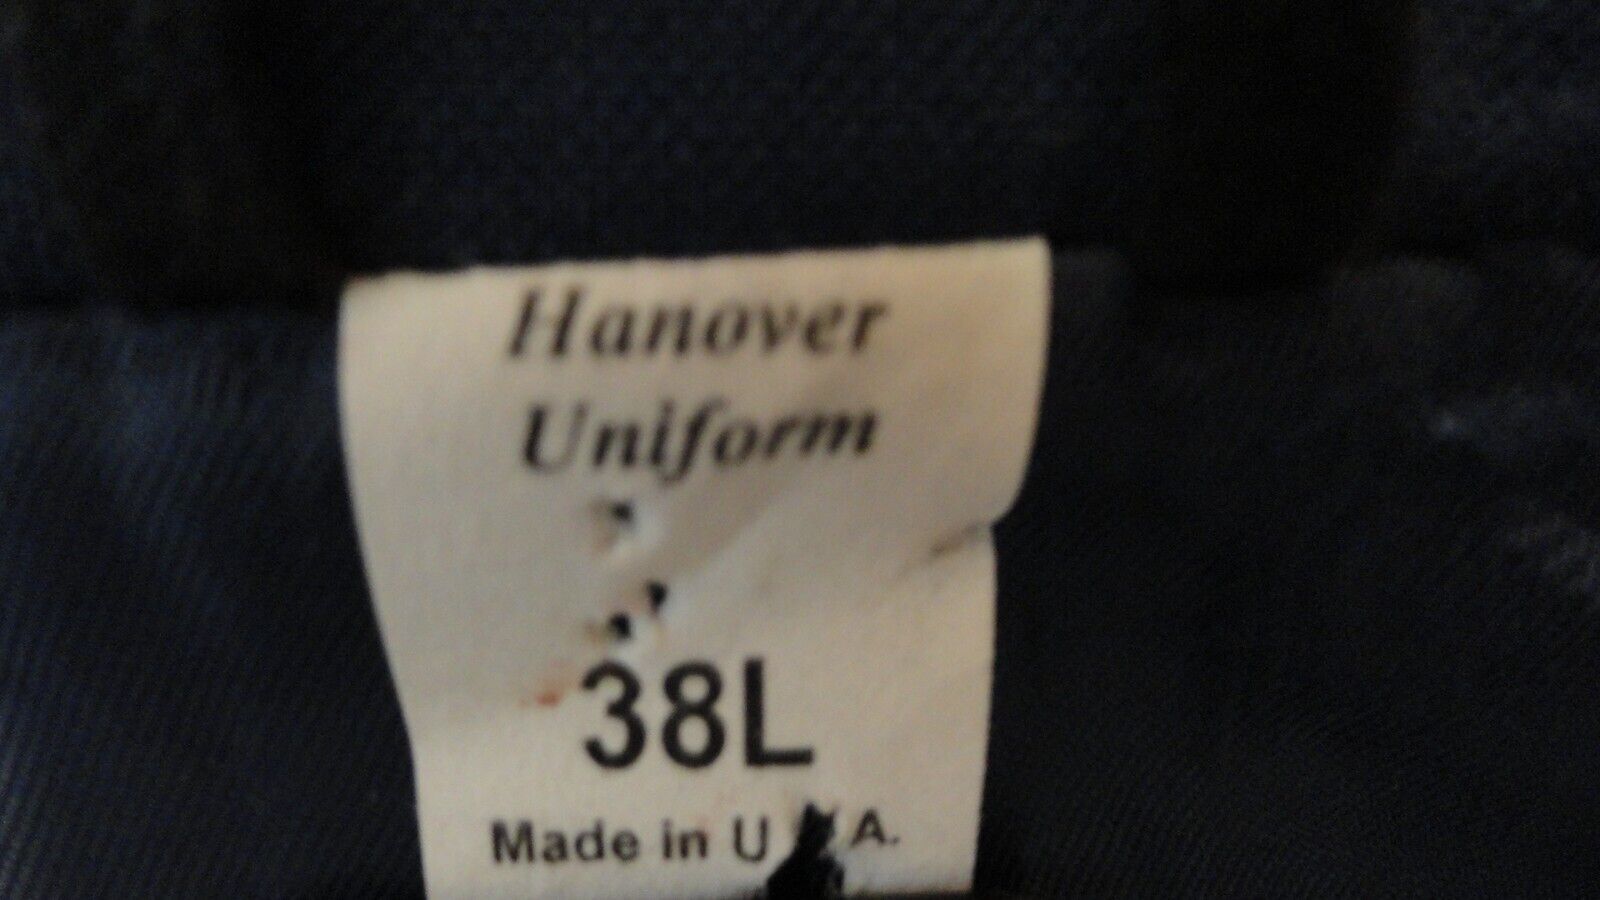 Hanover
Uniform
38L
Made in U A.